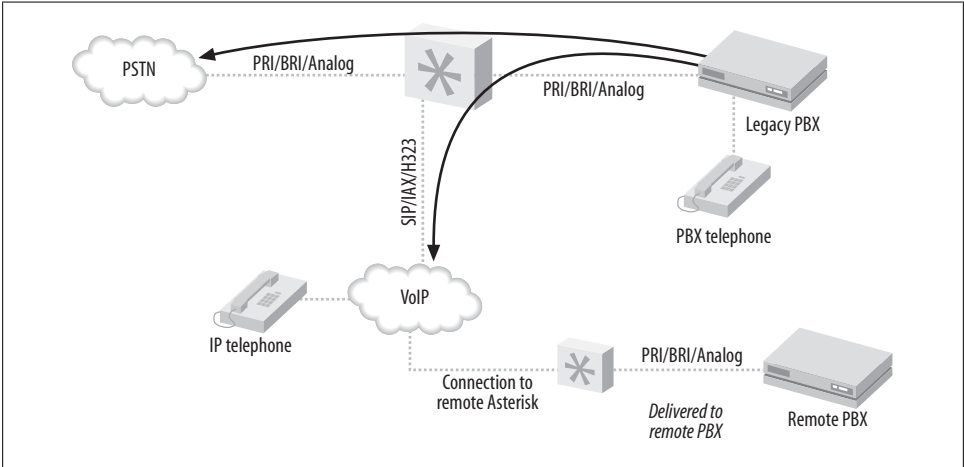 PSTN
PRI/BRI/Analog
PRI/BRI/Analog
Legacy PBX
SIP/IAX/H323
PBX telephone
VoIP
IP telephone
PRI/BRI/Analog
Connection to
remote Asterisk
Delivered to
remote PBX
Remote PBX